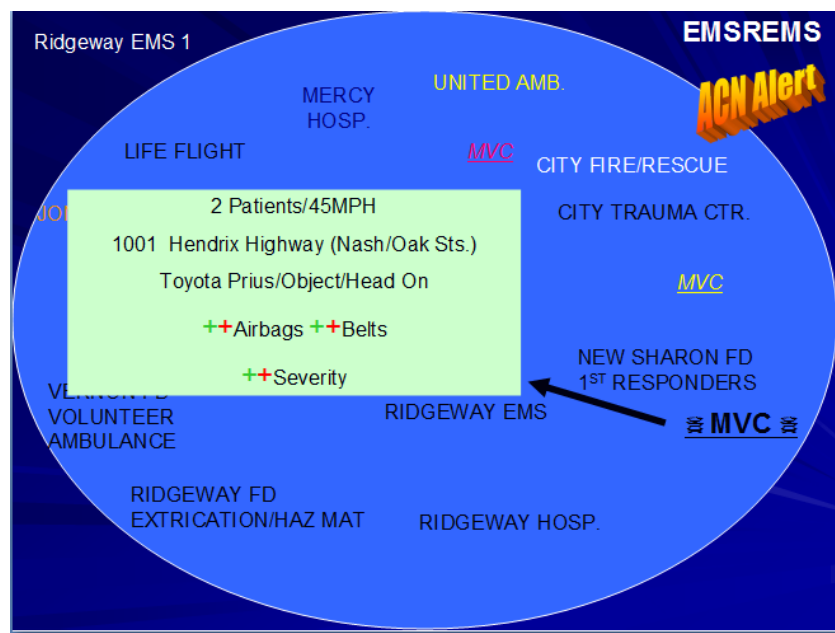 Ridgeway EMS 1
EMSREMS
ACN Alert
UNITED AMB.
MERCY
HOSP.
LIFE FLIGHT
MVC
CITY FIRE/RESCUE
2 Patients/45MPH
CITY TRAUMA CTR.
1001 Hendrix Highway (Nash/Oak Sts.)
Toyota Prius/Object/Head On
MVC
++Airbags ++Belts
++Severity
NEW SHARON FD
1ST RESPONDERS
VOLUNTEER
AMBULANCE
RIDGEWAY EMS
MVC
RIDGEWAY FD
EXTRICATION/HAZ MAT
RIDGEWAY HOSP.